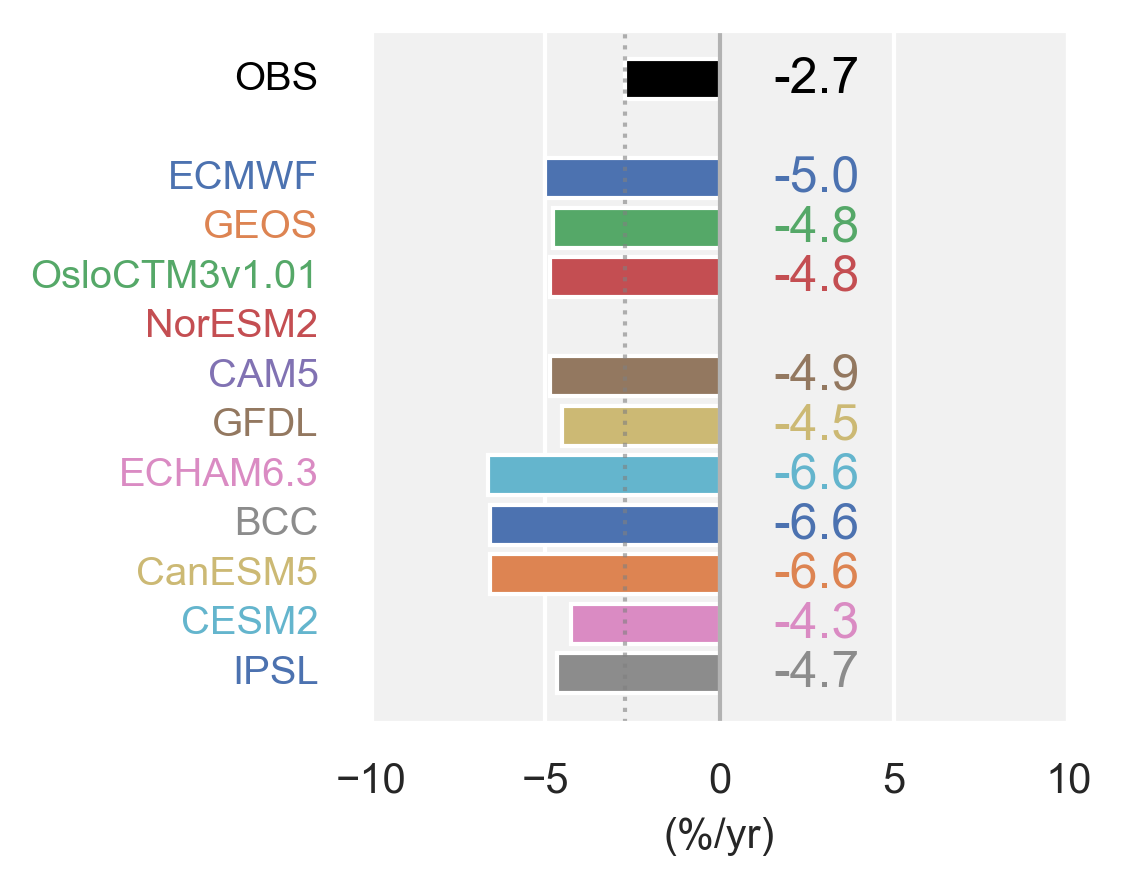 OBS -2.7
ECMWF -5.0
GEOS -4.8
OsloCTM3v1.01 -4.8
NorESM2
CAM5 -4.9
GFDL -4.5
ECHAM6.3 -6.6
BCC -6.6
CanESM5 -6.6
CESM2 -4.3
IPSL -4.7
−10 −5 0 5 10
(%/yr)